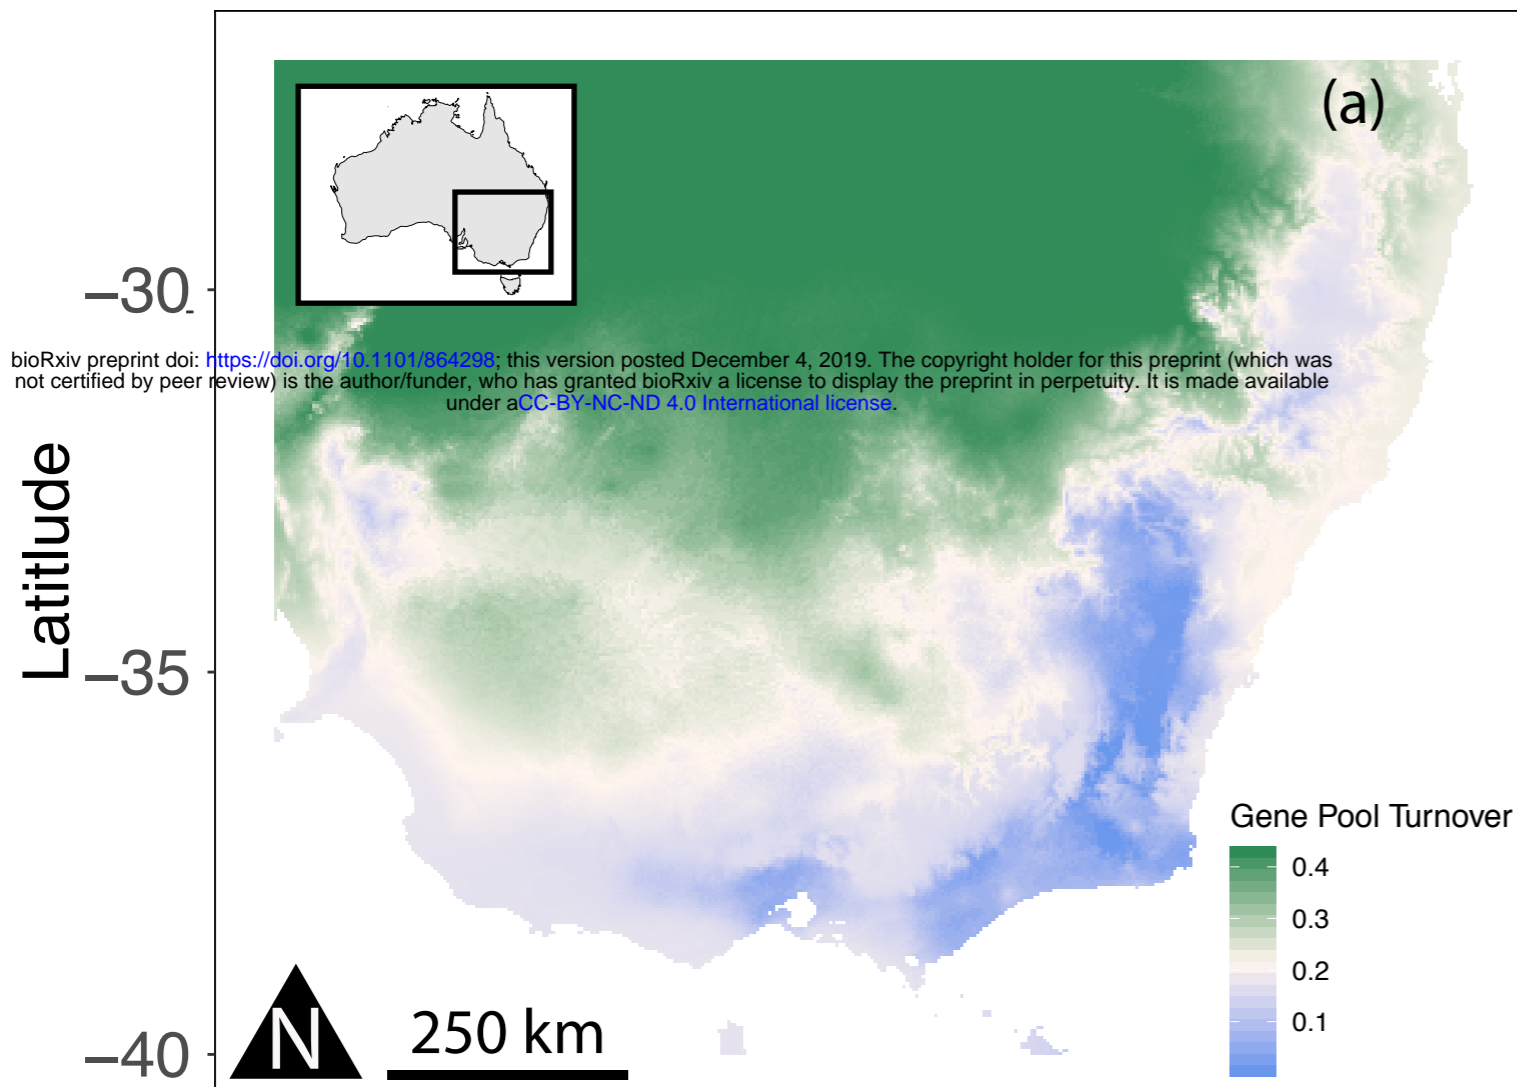 (a)
−30
bioRxiv preprint doi: https://doi.org/10.1101/864298; this version posted December 4, 2019. The copyright holder for this preprint (which was
not certified by peer review) is the author/funder, who has granted bioRxiv a license to display the preprint in perpetuity. It is made available
under aCC-BY-NC-ND 4.0 International license.
Latitlude
−35
Gene Pool Turnover
0.4
0.3
0.2
0.1
N
250 km
−40